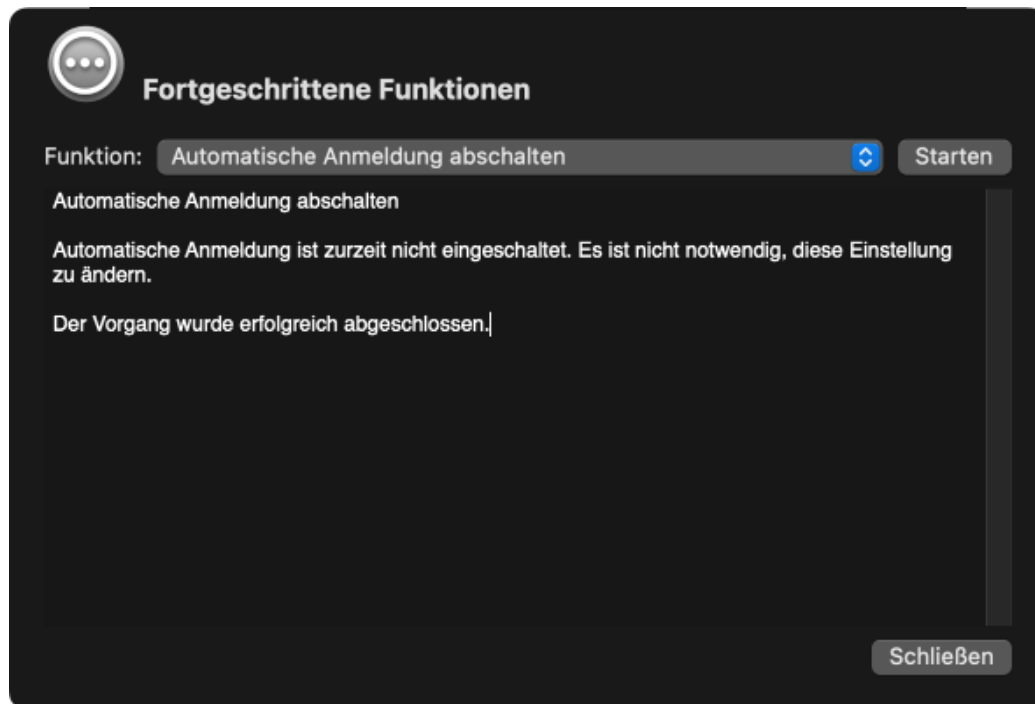 Fortgeschrittene Funktionen
Funktion: Automatische Anmeldung abschalten Starten
Automatische Anmeldung abschalten
Automatische Anmeldung ist zurzeit nicht eingeschaltet. Es ist nicht notwendig, diese Einstellung
zu ändern.
Der Vorgang wurde erfolgreich abgeschlossen.
Schließen